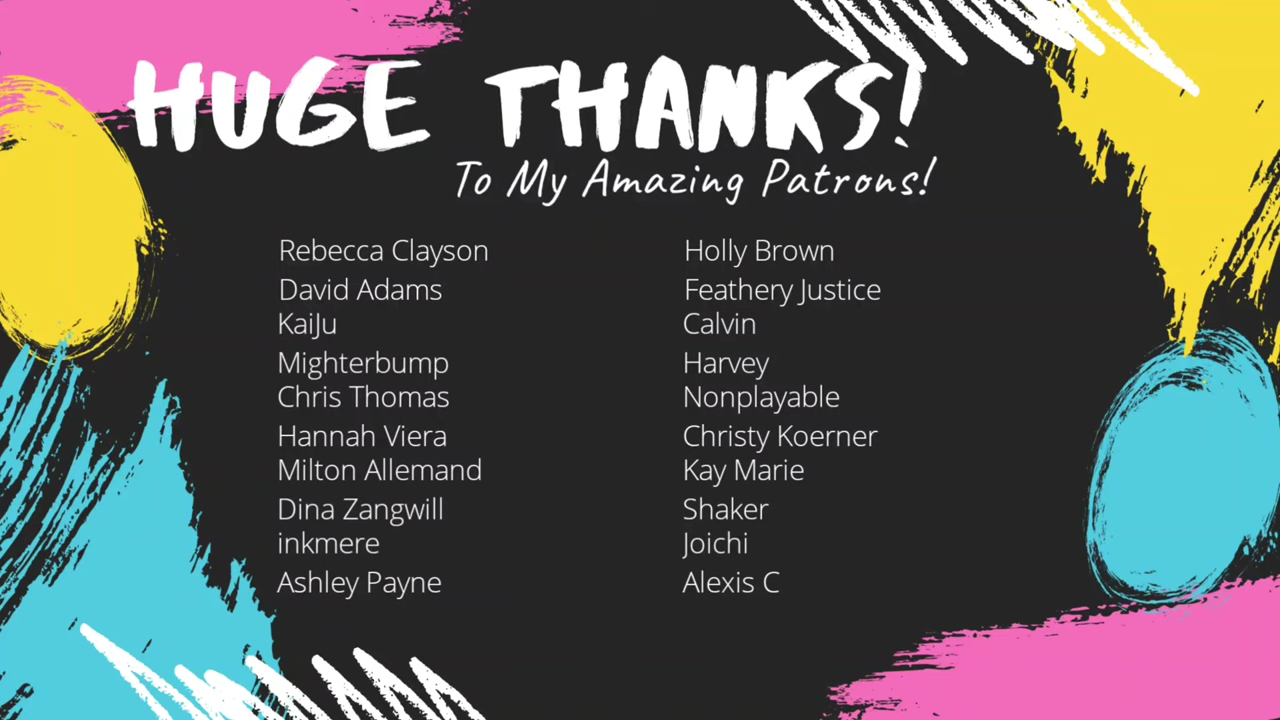 HUGE THANKS!
To My Amazing Patrons!
Rebecca Clayson
David Adams
KaiJu
Mighterbump
Chris Thomas
Hannah Viera
Milton Allemand
Dina Zangwill
inkmere
Ashley Payne
Holly Brown
Feathery Justice
Calvin
Harvey
Nonplayable
Christy Koerner
Kay Marie
Shaker
Joichi
Alexis C